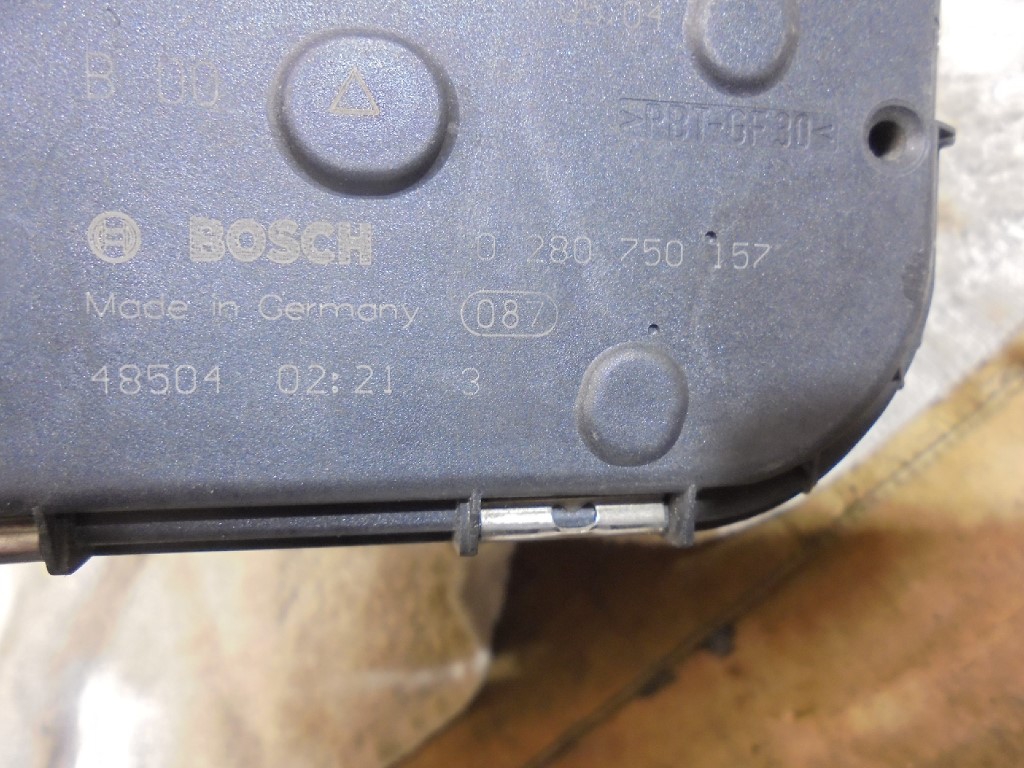 B 00
>PBT-GF30<
BOSCH 0 280 750 157
Made in Germany 087
48504 02:21 3